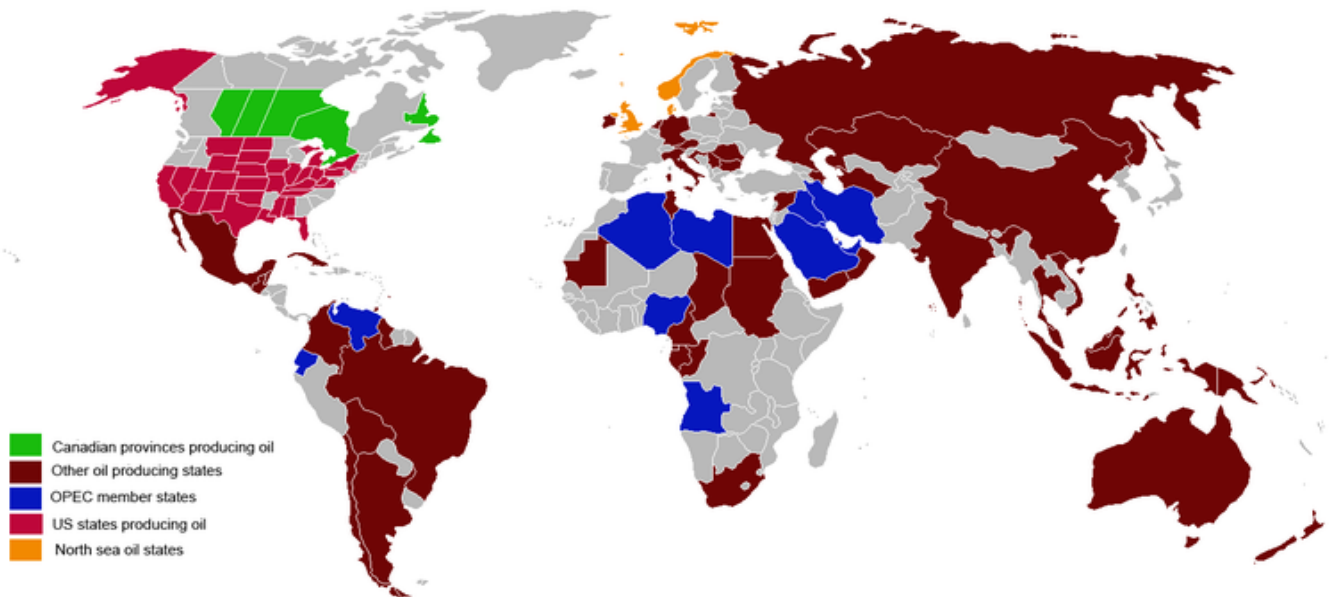 Canadian provinces producing oil
Other oil producing states
OPEC member states
US states producing oil
North sea oil states